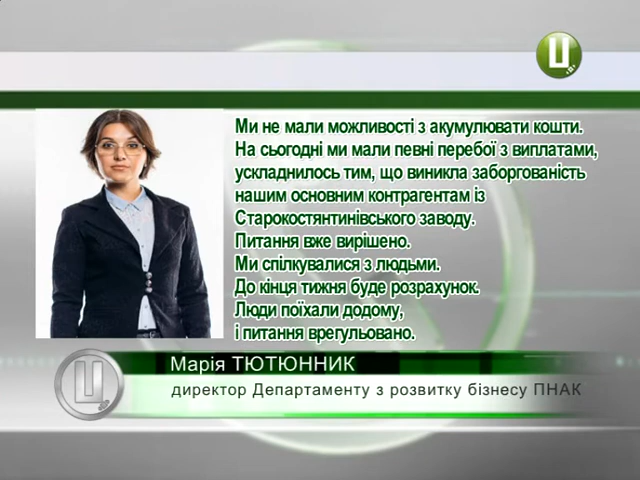 Ц
Ми не мали можливості з акумулювати кошти.
На сьогодні ми мали певні перебої з виплатами,
ускладнилось тим, що виникла заборгованість
нашим основним контрагентам із
Старокостянтинівського заводу.
Питання вже вирішено.
Ми спілкувалися з людьми.
До кінця тижня буде розрахунок.
Люди поїхали додому,
і питання врегульовано.
Марія ТЮТЮННИК
Ц
директор Департаменту з розвитку бізнесу ПНАК